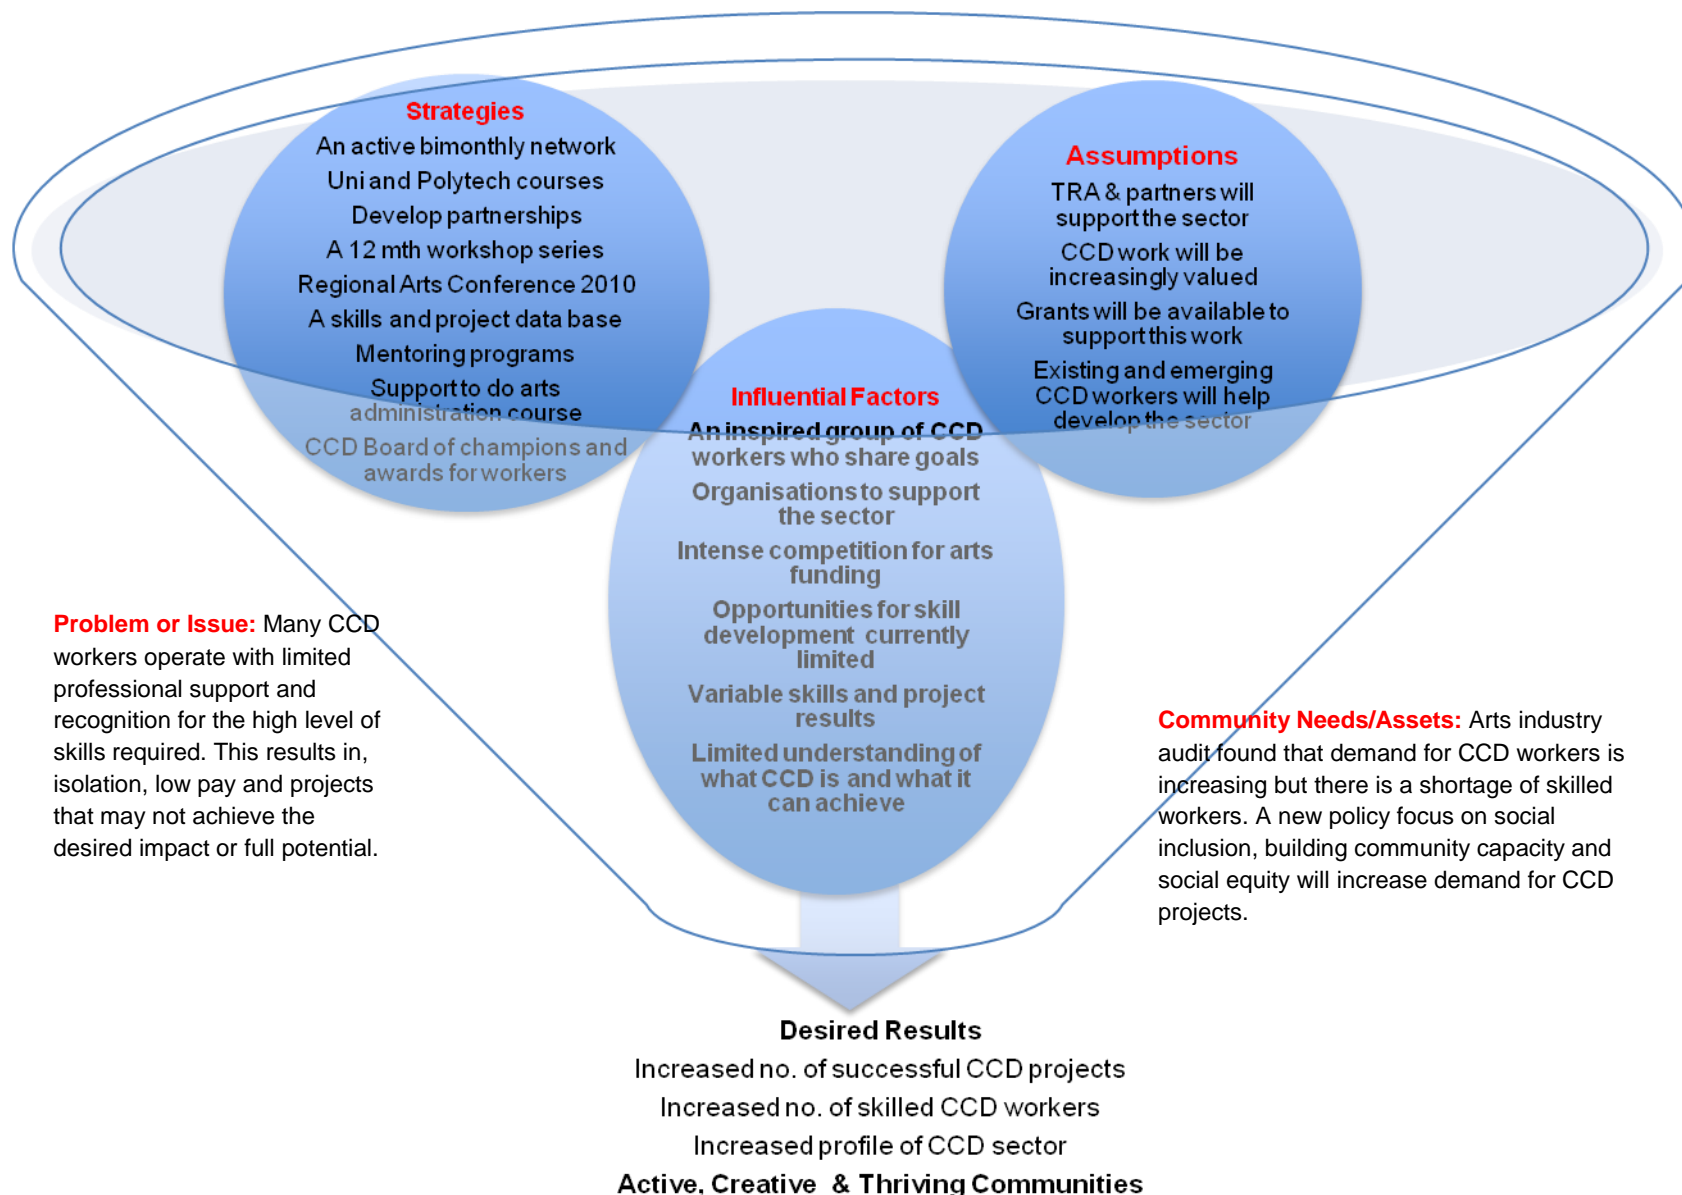 Strategies
An active bimonthly network
Uni and Polytech courses
Develop partnerships
A 12 mth workshop series
Regional Arts Conference 2010
A skills and project data base
Mentoring programs
Support to do arts
administration course
CCD Board of champions and
awards for workers
Assumptions
TRA & partners will
support the sector
CCD work will be
increasingly valued
Grants will be available to
support this work
Existing and emerging
CCD workers will help
develop the sector
Influential Factors
An inspired group of CCD
workers who share goals
Organisations to support
the sector
Intense competition for arts
funding
Opportunities for skill
development currently
limited
Variable skills and project
results
Limited understanding of
what CCD is and what it
can achieve
Problem or Issue: Many CCD
workers operate with limited
professional support and
recognition for the high level of
skills required. This results in,
isolation, low pay and projects
that may not achieve the
desired impact or full potential.
Community Needs/Assets: Arts industry
audit found that demand for CCD workers is
increasing but there is a shortage of skilled
workers. A new policy focus on social
inclusion, building community capacity and
social equity will increase demand for CCD
projects.
Desired Results
Increased no. of successful CCD projects
Increased no. of skilled CCD workers
Increased profile of CCD sector
Active, Creative & Thriving Communities